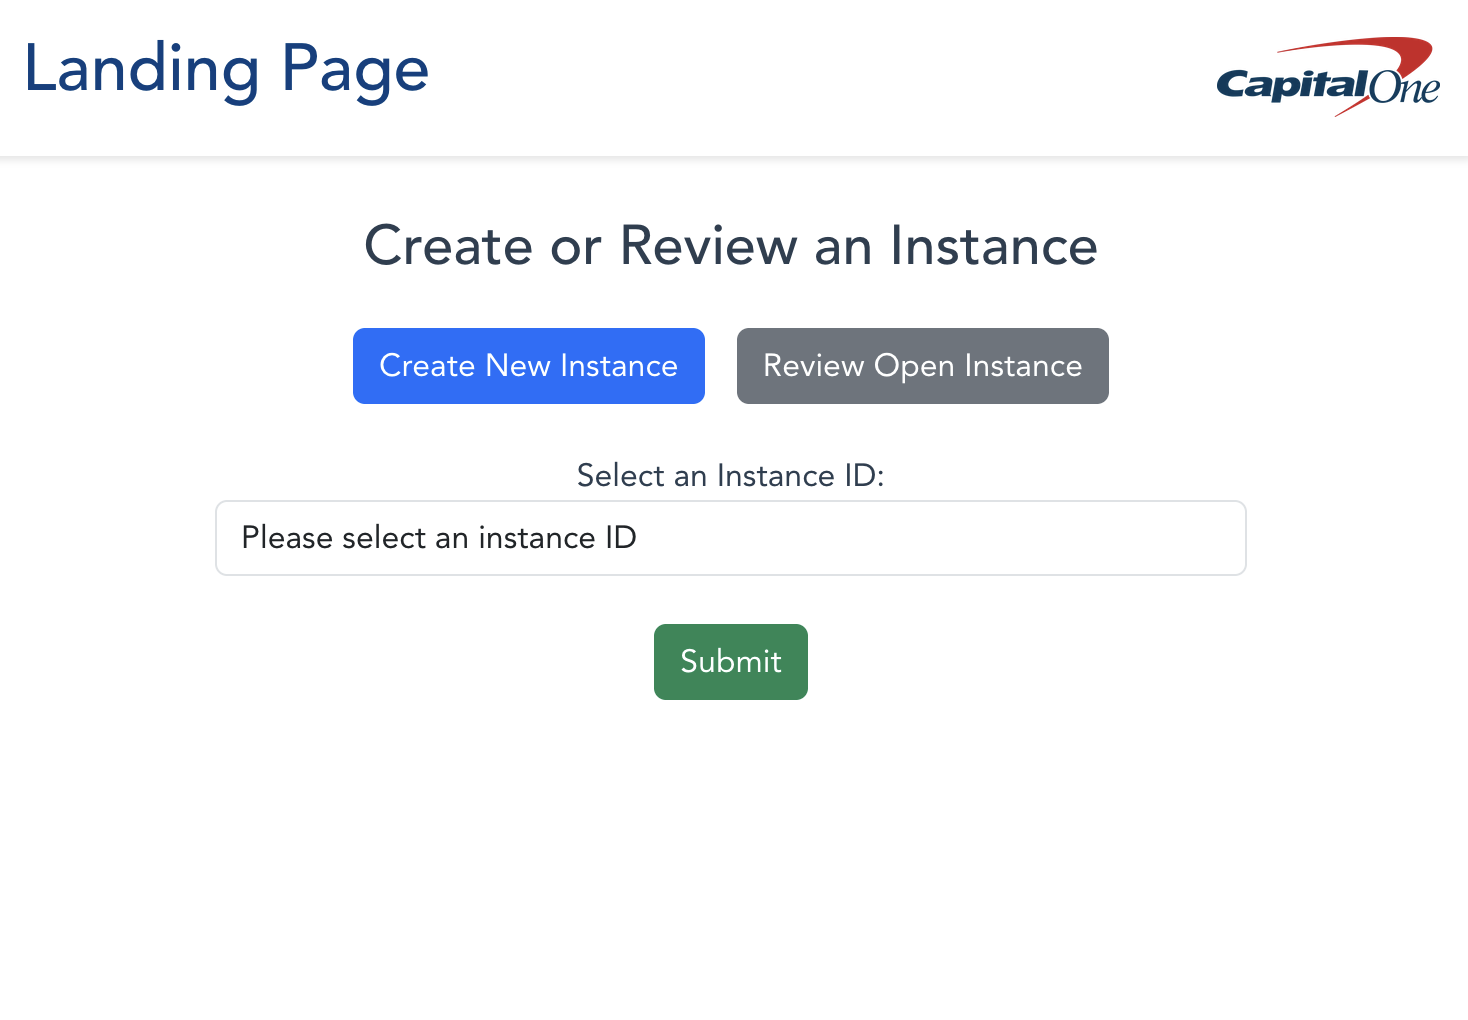 Landing Page
CapitalOne
Create or Review an Instance
Create New Instance
Review Open Instance
Select an Instance ID:
Please select an instance ID
Submit